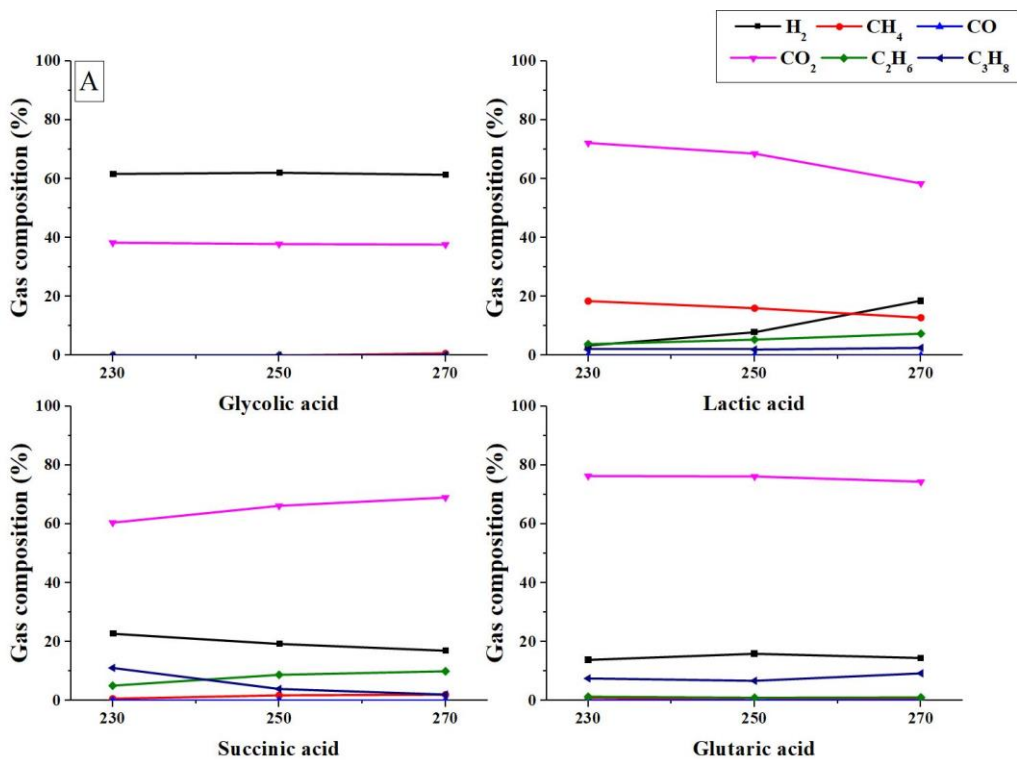 H₂ CH₄ CO
CO₂ C₂H₆ C₃H₈
A
Gas composition (%)
100
80
60
40
20
0
230 250 270
Glycolic acid
Gas composition (%)
100
80
60
40
20
0
230 250 270
Lactic acid
Gas composition (%)
100
80
60
40
20
0
230 250 270
Succinic acid
Gas composition (%)
100
80
60
40
20
0
230 250 270
Glutaric acid